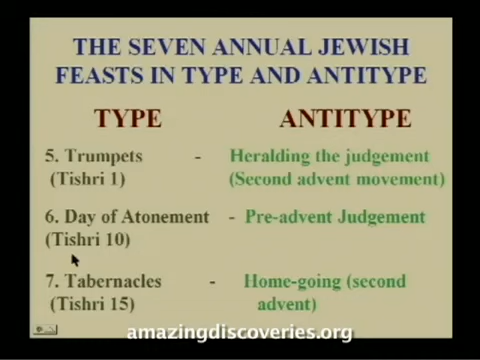 THE SEVEN ANNUAL JEWISH
FEASTS IN TYPE AND ANTITYPE
TYPE ANTITYPE
5. Trumpets - Heralding the judgement
(Tishri 1) (Second advent movement)
6. Day of Atonement - Pre-advent Judgement
(Tishri 10)
7. Tabernacles - Home-going (second
(Tishri 15) advent)
amazingdiscoveries.org